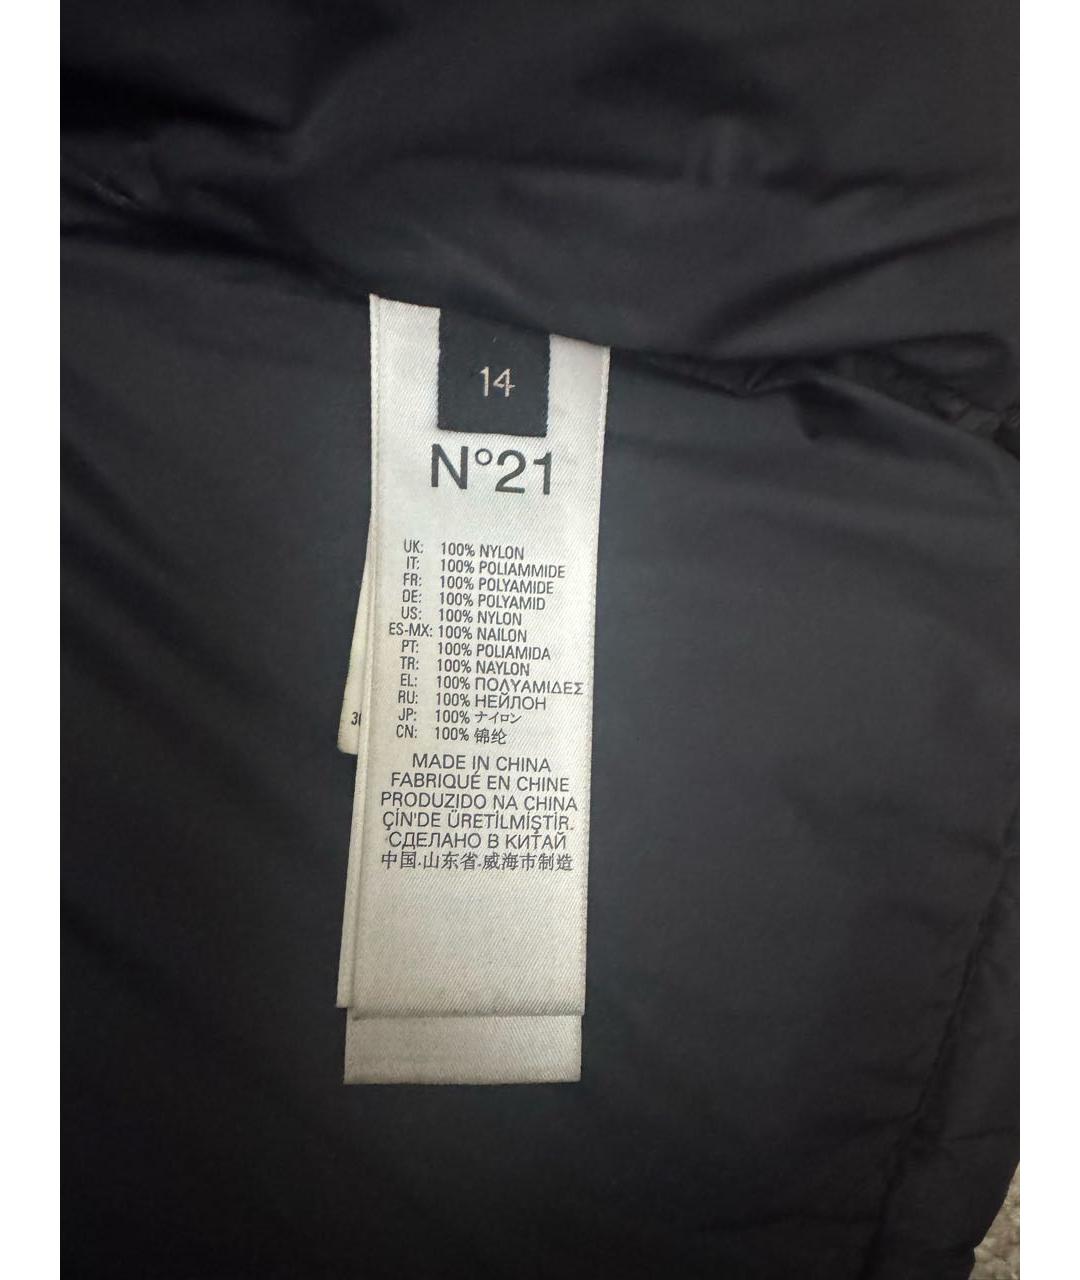 14
N°21
UK: 100% NYLON
IT: 100% POLIAMMIDE
FR: 100% POLYAMIDE
DE: 100% POLYAMID
US: 100% NYLON
ES-MX: 100% NAILON
PT: 100% POLIAMIDA
TR: 100% NAYLON
EL: 100% ΠΟΛΥΑΜΙΔΕΣ
RU: 100% НЕЙЛОН
JP: 100% ナイロン
CN: 100% 锦纶
MADE IN CHINA
FABRIQUÉ EN CHINE
PRODUZIDO NA CHINA
ÇİN'DE ÜRETİLMİŞTİR.
СДЕЛАНО В КИТАЙ
中国.山东省.威海市制造